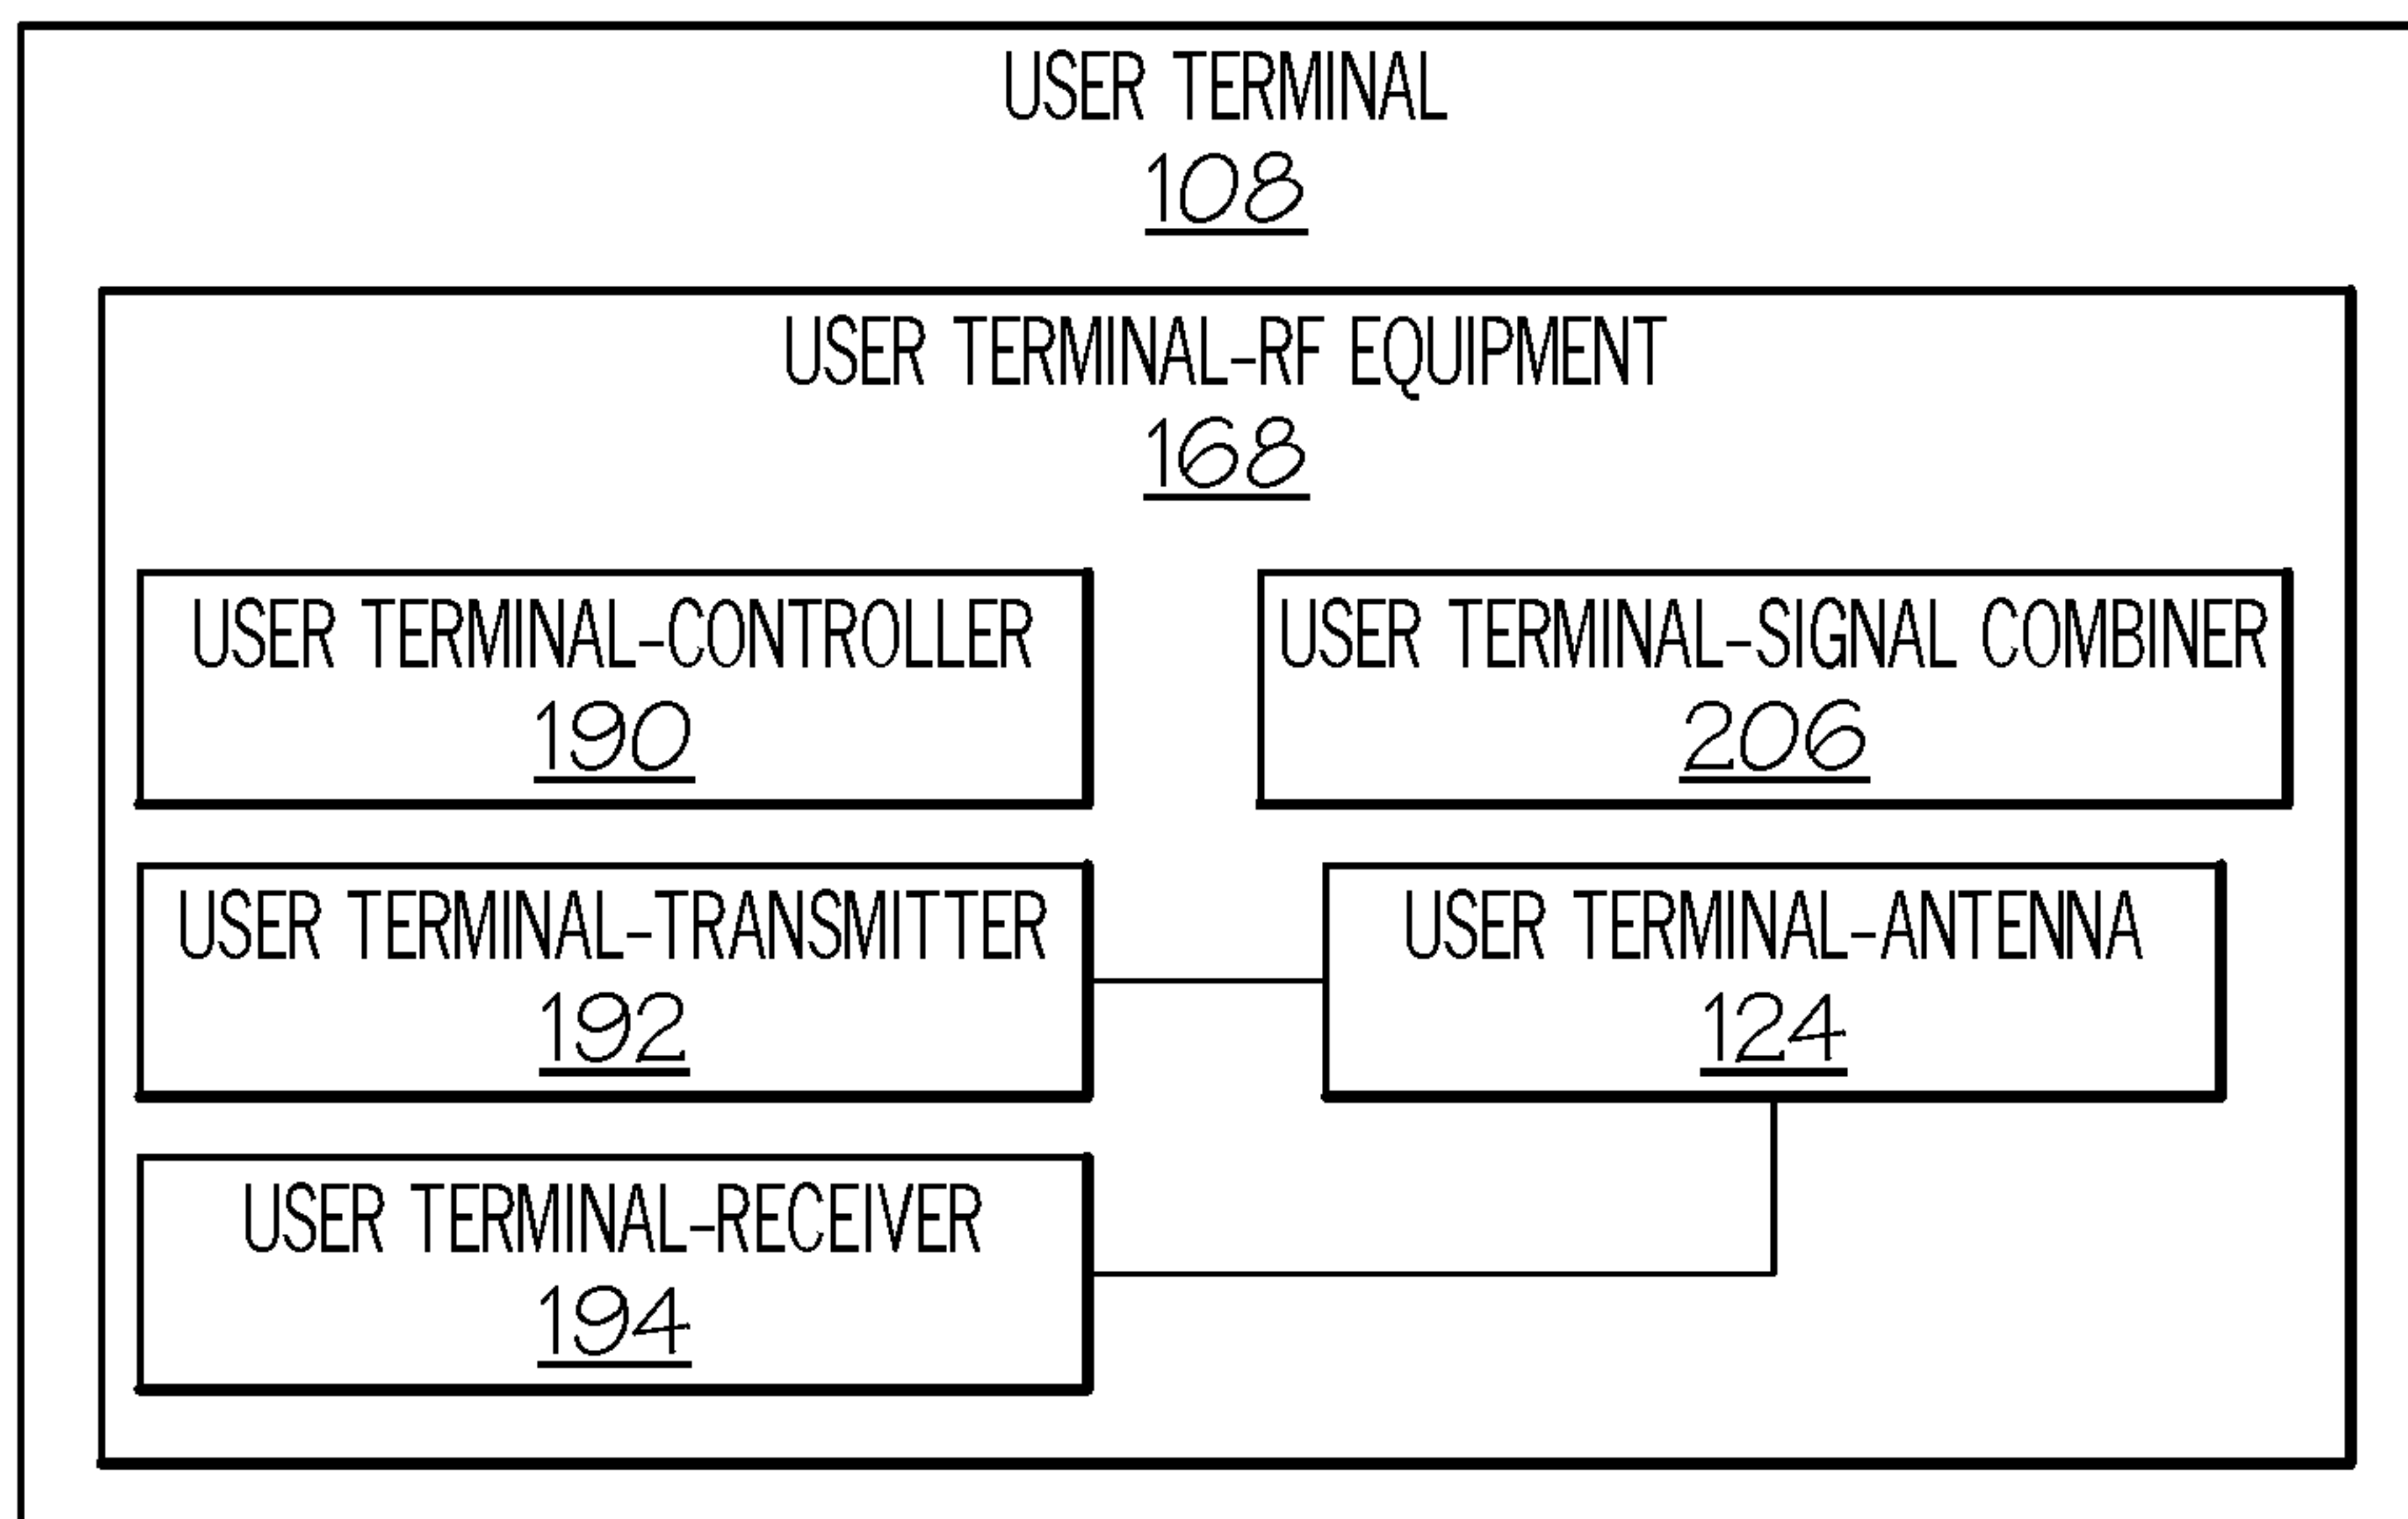 USER TERMINAL
108
USER TERMINAL-RF EQUIPMENT
168
USER TERMINAL-CONTROLLER
190
USER TERMINAL-SIGNAL COMBINER
206
USER TERMINAL-TRANSMITTER
192
USER TERMINAL-ANTENNA
124
USER TERMINAL-RECEIVER
194